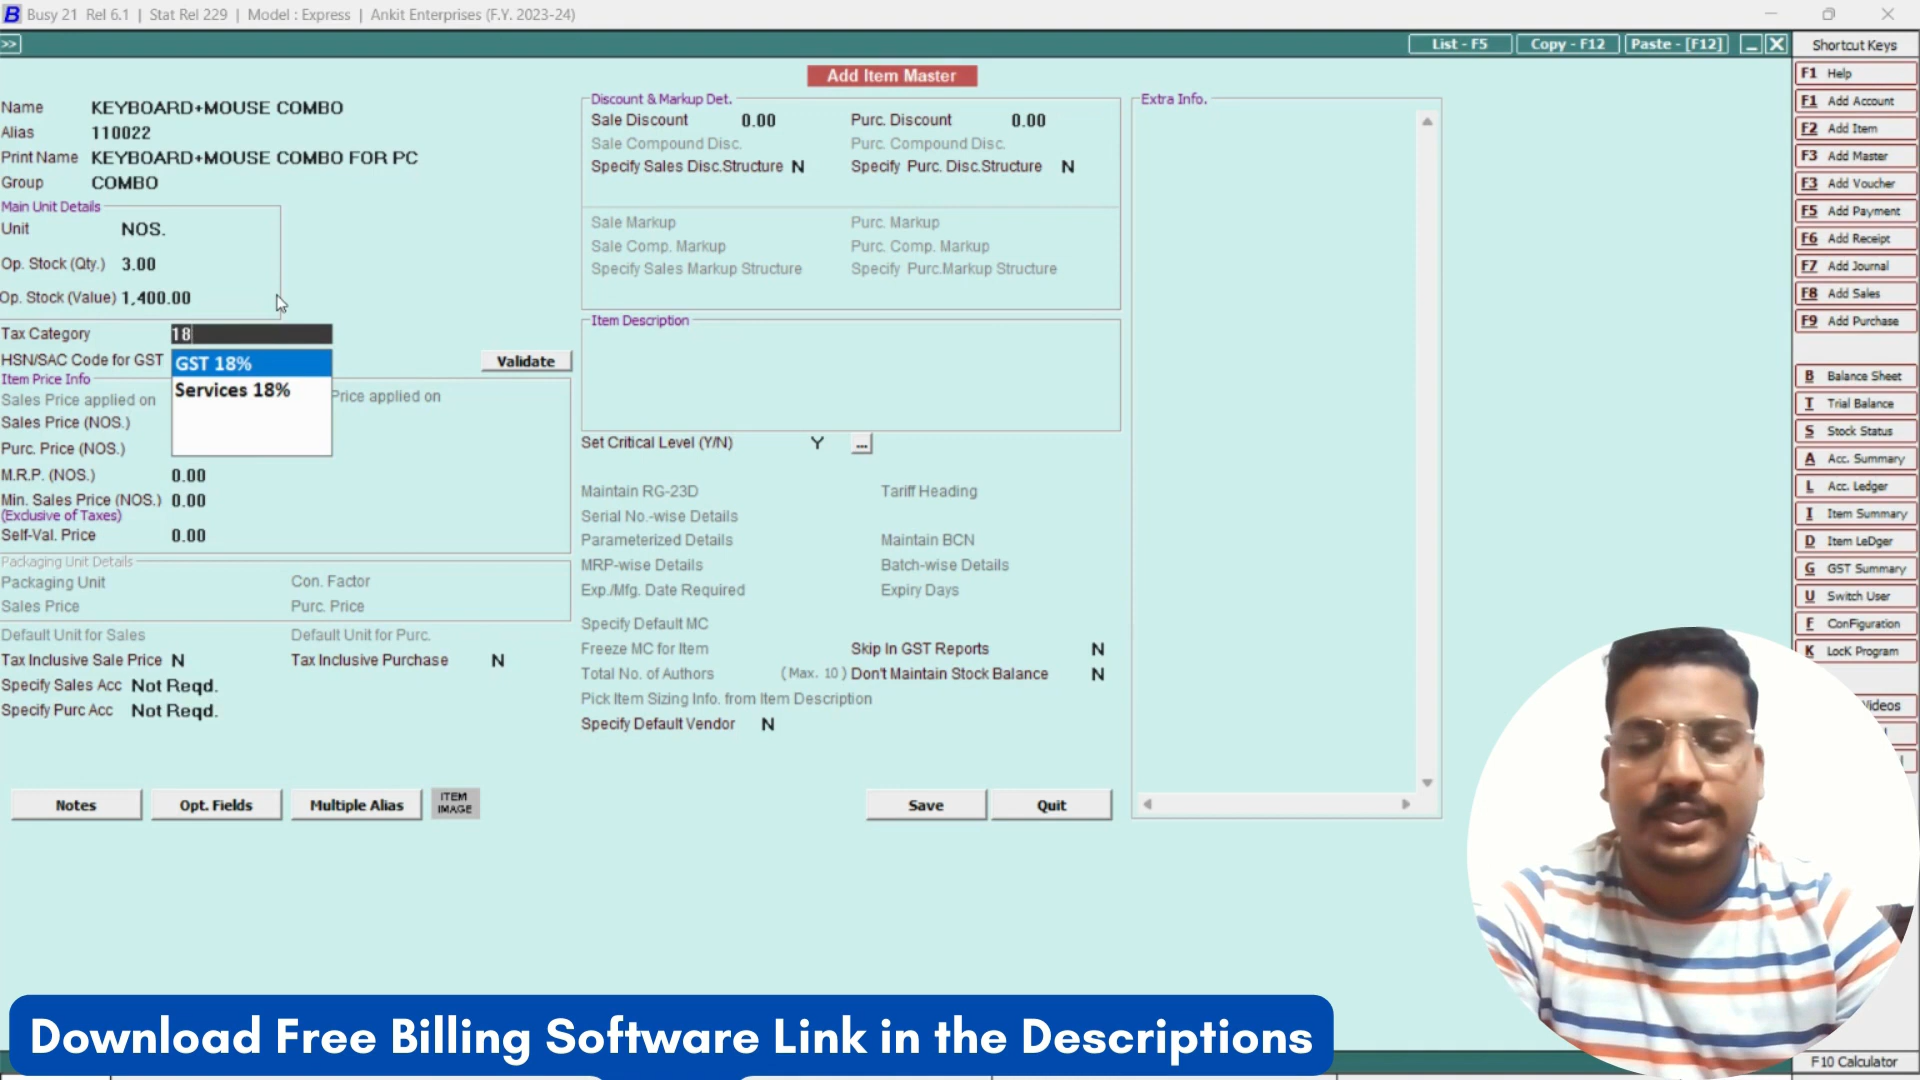 B Busy 21 Rel 6.1 | Stat Rel 229 | Model : Express | Ankit Enterprises (F.Y. 2023-24)
>> List - F5 Copy - F12 Paste - [F12] Shortcut Keys
Add Item Master
Name KEYBOARD+MOUSE COMBO
Alias 110022
Print Name KEYBOARD+MOUSE COMBO FOR PC
Group COMBO
Main Unit Details
Unit NOS.
Op. Stock (Qty.) 3.00
Op. Stock (Value) 1,400.00
Tax Category 18
GST 18%
Services 18%
HSN/SAC Code for GST Validate
Item Price Info
Sales Price applied on Price applied on
Sales Price (NOS.)
Purc. Price (NOS.)
M.R.P. (NOS.) 0.00
Min. Sales Price (NOS.) 0.00
(Exclusive of Taxes)
Self-Val. Price 0.00
Packaging Unit Details
Packaging Unit Con. Factor
Sales Price Purc. Price
Default Unit for Sales Default Unit for Purc.
Tax Inclusive Sale Price N Tax Inclusive Purchase N
Specify Sales Acc Not Reqd.
Specify Purc Acc Not Reqd.
Notes Opt. Fields Multiple Alias ITEM IMAGE
Discount & Markup Det.
Sale Discount 0.00 Purc. Discount 0.00
Sale Compound Disc. Purc. Compound Disc.
Specify Sales Disc.Structure N Specify Purc. Disc.Structure N
Sale Markup Purc. Markup
Sale Comp. Markup Purc. Comp. Markup
Specify Sales Markup Structure Specify Purc.Markup Structure
Item Description
Set Critical Level (Y/N) Y ...
Maintain RG-23D Tariff Heading
Serial No.-wise Details
Parameterized Details Maintain BCN
MRP-wise Details Batch-wise Details
Exp./Mfg. Date Required Expiry Days
Specify Default MC
Freeze MC for Item Skip In GST Reports N
Total No. of Authors (Max. 10) Don't Maintain Stock Balance N
Pick Item Sizing Info. from Item Description
Specify Default Vendor N
Save Quit
Extra Info.
F1 Help
F1 Add Account
F2 Add Item
F3 Add Master
F3 Add Voucher
F5 Add Payment
F6 Add Receipt
F7 Add Journal
F8 Add Sales
F9 Add Purchase
B Balance Sheet
T Trial Balance
S Stock Status
A Acc. Summary
L Acc. Ledger
I Item Summary
D Item LeDger
G GST Summary
U Switch User
F ConFiguration
K LocK Program
Videos
F10 Calculator
Download Free Billing Software Link in the Descriptions